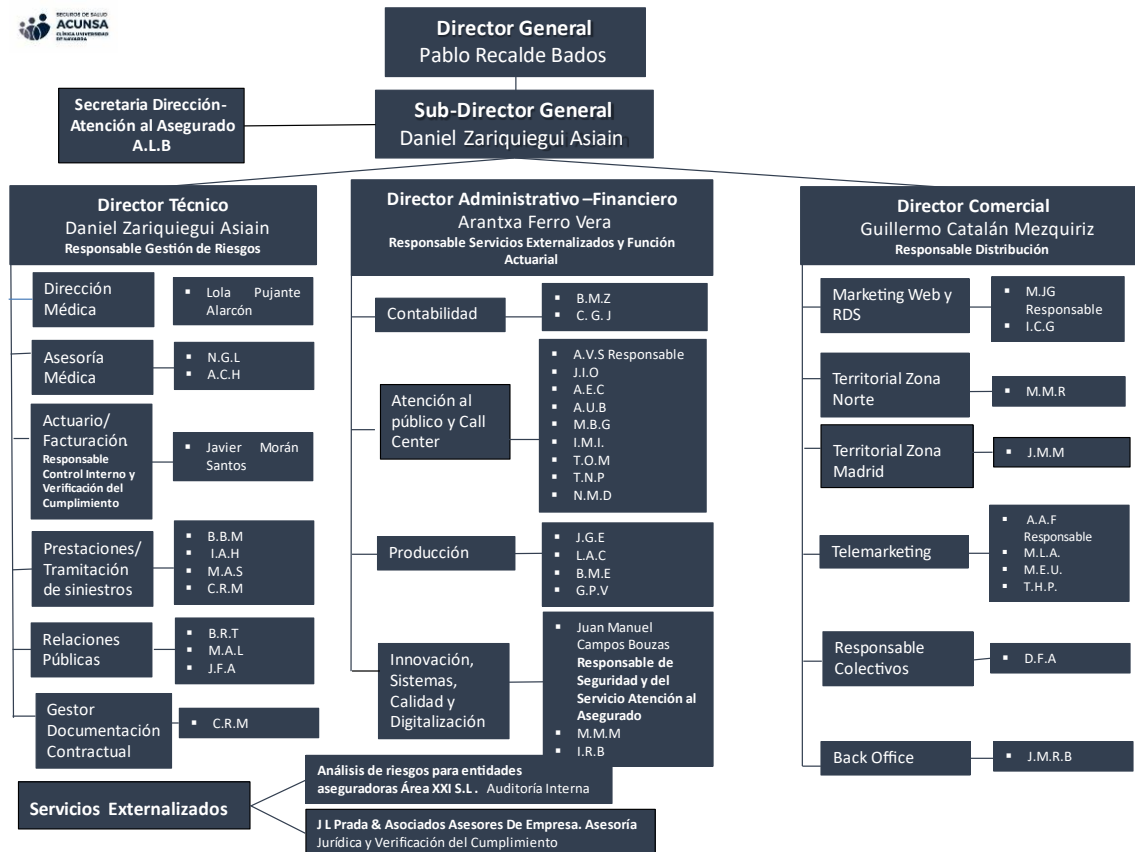 SEGUROS DE SALUD
ACUNSA
CLÍNICA UNIVERSIDAD
DE NAVARRA
Director General
Pablo Recalde Bados
Secretaria Dirección-
Atención al Asegurado
A.L.B
Sub-Director General
Daniel Zariquiegui Asiain
Director Técnico
Daniel Zariquiegui Asiain
Responsable Gestión de Riesgos
Dirección
Médica
▪ Lola Pujante
Alarcón
Asesoría
Médica
▪ N.G.L
▪ A.C.H
Actuario/
Facturación
Responsable
Control Interno y
Verificación del
Cumplimiento
▪ Javier Morán
Santos
Prestaciones/
Tramitación
de siniestros
▪ B.B.M
▪ I.A.H
▪ M.A.S
▪ C.R.M
Relaciones
Públicas
▪ B.R.T
▪ M.A.L
▪ J.F.A
Gestor
Documentación
Contractual
▪ C.R.M
Director Administrativo –Financiero
Arantxa Ferro Vera
Responsable Servicios Externalizados y Función
Actuarial
Contabilidad
▪ B.M.Z
▪ C. G. J
Atención al
público y Call
Center
▪ A.V.S Responsable
▪ J.I.O
▪ A.E.C
▪ A.U.B
▪ M.B.G
▪ I.M.I.
▪ T.O.M
▪ T.N.P
▪ N.M.D
Producción
▪ J.G.E
▪ L.A.C
▪ B.M.E
▪ G.P.V
Innovación,
Sistemas,
Calidad y
Digitalización
▪ Juan Manuel
Campos Bouzas
Responsable de
Seguridad y del
Servicio Atención al
Asegurado
▪ M.M.M
▪ I.R.B
Director Comercial
Guillermo Catalán Mezquiriz
Responsable Distribución
Marketing Web y
RDS
▪ M.JG
Responsable
▪ I.C.G
Territorial Zona
Norte
▪ M.M.R
Territorial Zona
Madrid
▪ J.M.M
Telemarketing
▪ A.A.F
Responsable
▪ M.L.A.
▪ M.E.U.
▪ T.H.P.
Responsable
Colectivos
▪ D.F.A
Back Office
▪ J.M.R.B
Servicios Externalizados
Análisis de riesgos para entidades
aseguradoras Área XXI S.L . Auditoría Interna
J L Prada & Asociados Asesores De Empresa. Asesoría
Jurídica y Verificación del Cumplimiento